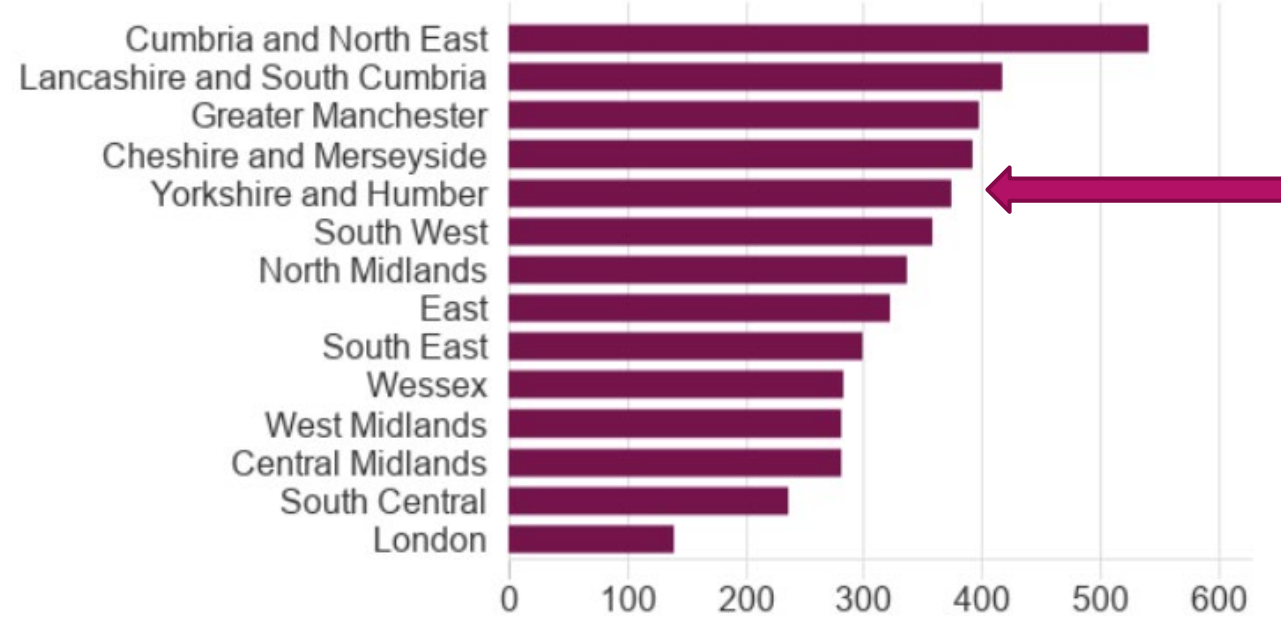 Cumbria and North East
Lancashire and South Cumbria
Greater Manchester
Cheshire and Merseyside
Yorkshire and Humber
South West
North Midlands
East
South East
Wessex
West Midlands
Central Midlands
South Central
London
0 100 200 300 400 500 600